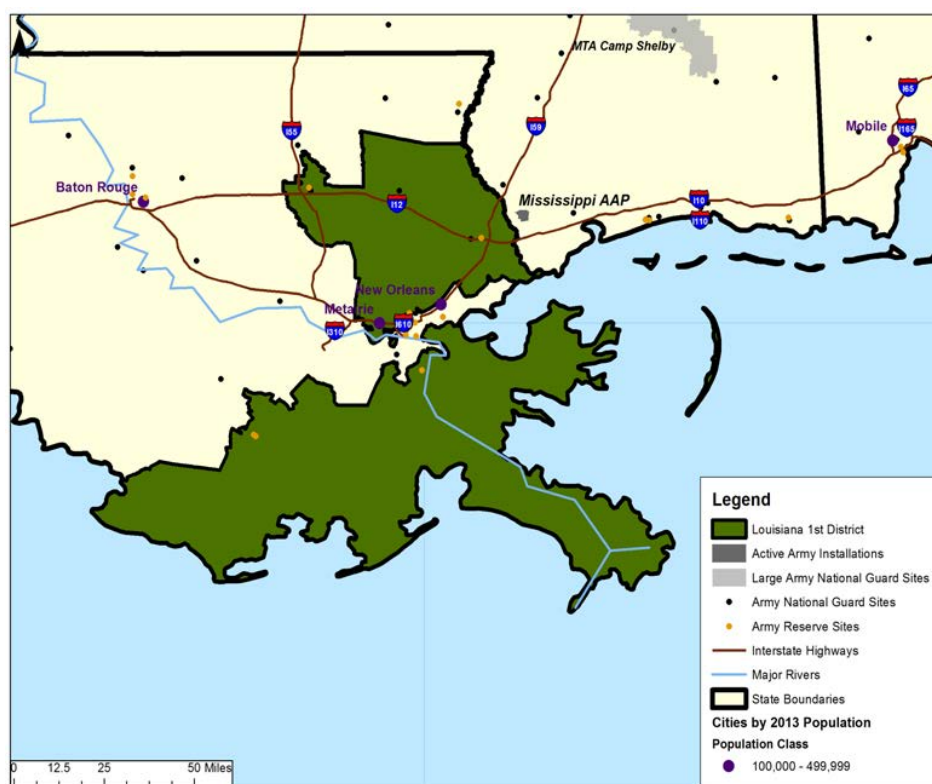 MTA Camp Shelby
I65
I55
I59
I165
Mobile
Baton Rouge
Mississippi AAP
I12
I10
I110
New Orleans
Metairie
I310
I610
Legend
Louisiana 1st District
Active Army Installations
Large Army National Guard Sites
Army National Guard Sites
Army Reserve Sites
Interstate Highways
Major Rivers
State Boundaries
Cities by 2013 Population
Population Class
100,000 - 499,999
0 12.5 25 50 Miles